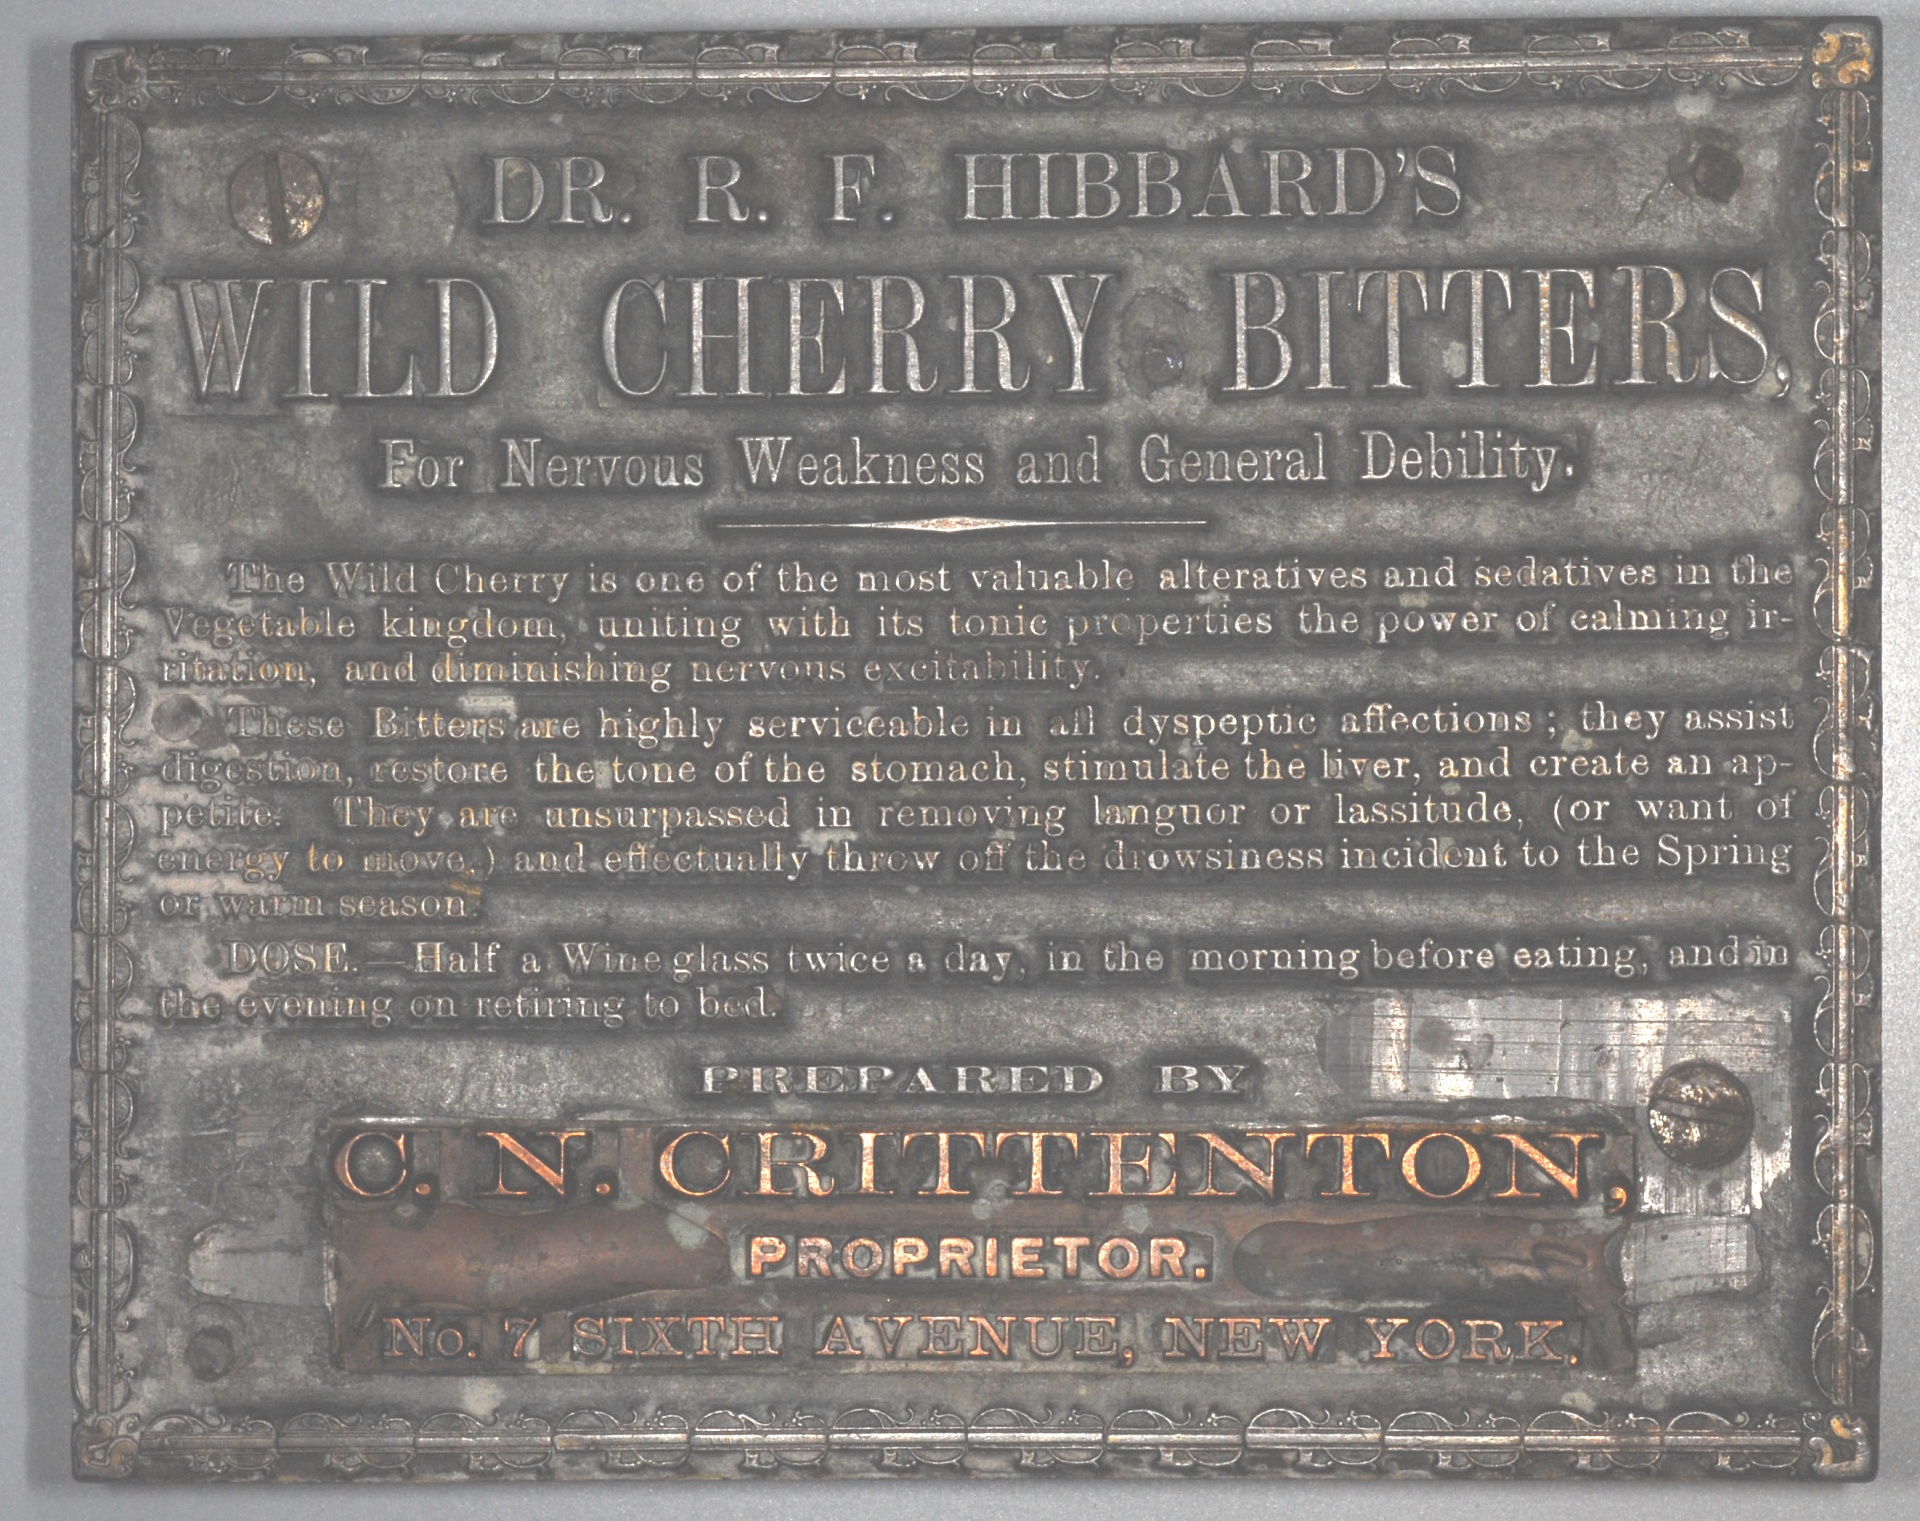 DR. R. F. HIBBARD'S
WILD CHERRY BITTERS,
For Nervous Weakness and General Debility.
The Wild Cherry is one of the most valuable alteratives and sedatives in the
Vegetable kingdom, uniting with its tonic properties the power of calming ir-
ritation, and diminishing nervous excitability.
These Bitters are highly serviceable in all dyspeptic affections; they assist
digestion, restore the tone of the stomach, stimulate the liver, and create an ap-
petite. They are unsurpassed in removing languor or lassitude, (or want of
energy to move,) and effectually throw off the drowsiness incident to the Spring
or warm season.
DOSE.—Half a Wine glass twice a day, in the morning before eating, and in
the evening on retiring to bed.
PREPARED BY
C. N. CRITTENTON,
PROPRIETOR.
No. 7 SIXTH AVENUE, NEW YORK.